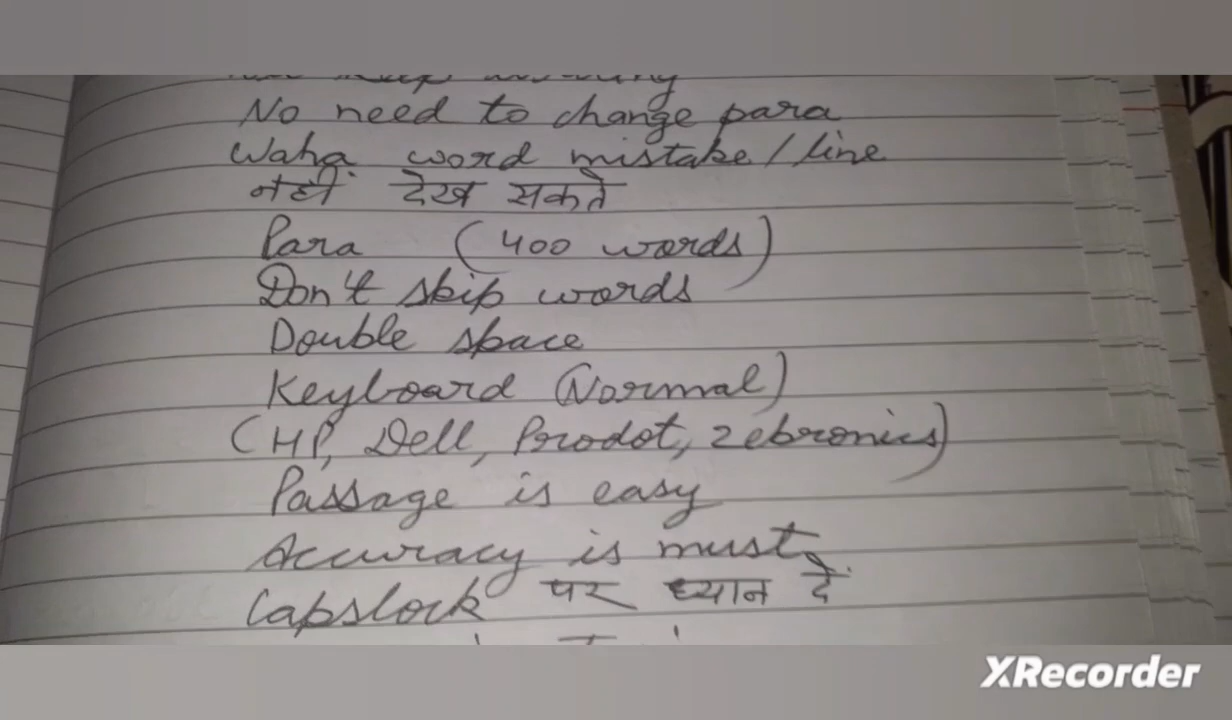 No need to change para
Waha word mistake / line
नहीं देख सकते
Para (400 words)
Don't skip words
Double space
Keyboard (Normal)
(HP, Dell, Prodot, Zebronics)
Passage is easy
Accuracy is must
Capslock पर ध्यान दें
XRecorder